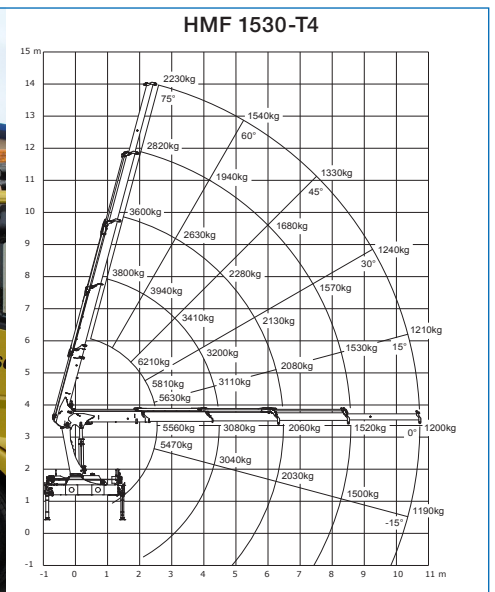 HMF 1530-T4
15 m
14
2230kg
75°
13
1540kg
60°
12
2820kg
1940kg
1330kg
45°
11
10
3600kg
1680kg
9
2630kg
1240kg
30°
8
3800kg
3940kg
2280kg
1570kg
7
3410kg
2130kg
1210kg
15°
6
6210kg
3200kg
1530kg
5
5810kg
3110kg
2080kg
5630kg
4
3
5560kg
3080kg
2060kg
1520kg
0°
1200kg
5470kg
3040kg
2
2030kg
1
1500kg
1190kg
-15°
0
-1
-1 0 1 2 3 4 5 6 7 8 9 10 11 m